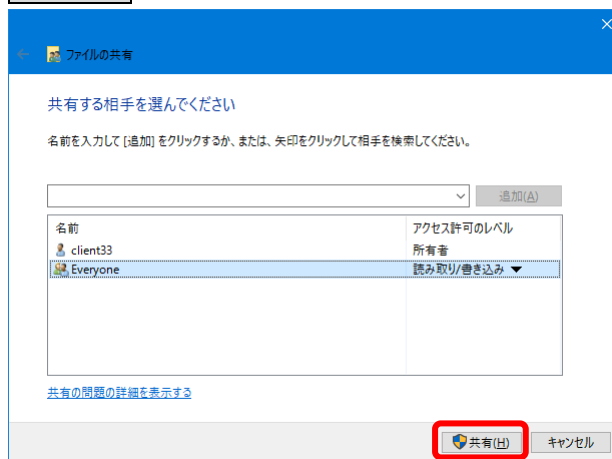 ファイルの共有
共有する相手を選んでください
名前を入力して [追加] をクリックするか、または、矢印をクリックして相手を検索してください。
追加(A)
名前 アクセス許可のレベル
client33 所有者
Everyone 読み取り/書き込み ▼
共有の問題の詳細を表示する
共有(H) キャンセル